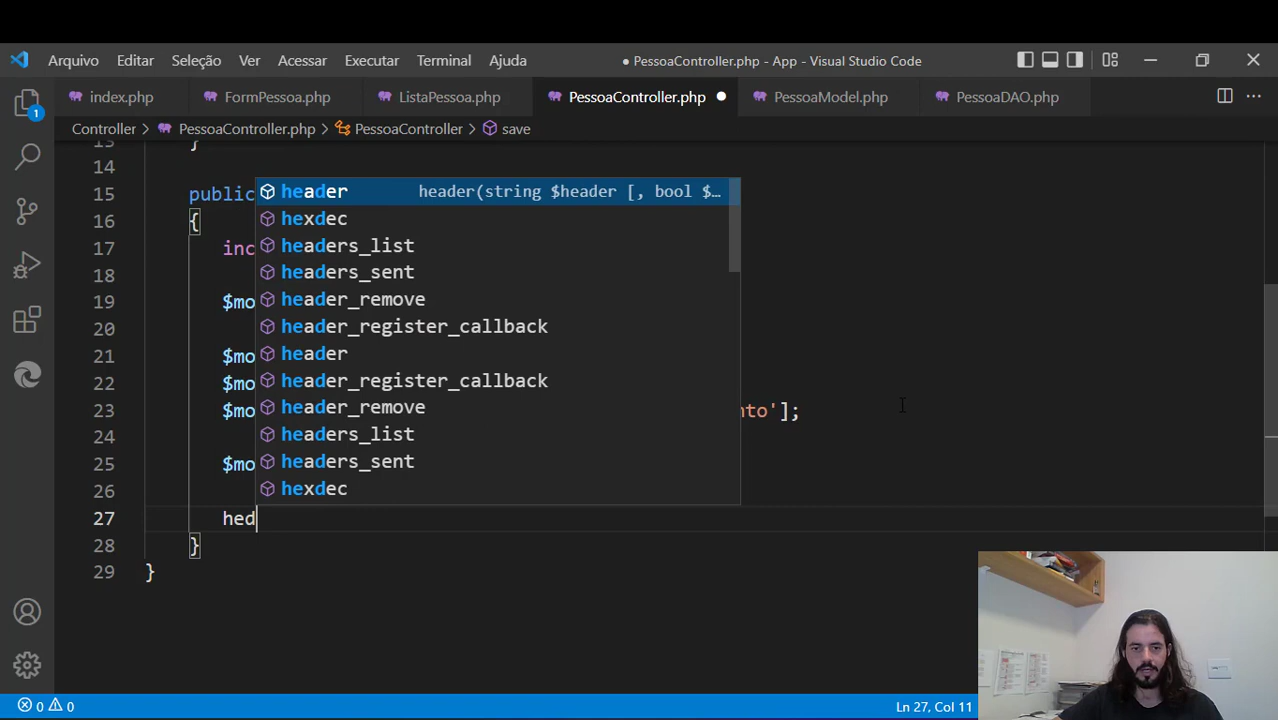 Arquivo Editar Seleção Ver Acessar Executar Terminal Ajuda ● PessoaController.php - App - Visual Studio Code
index.php FormPessoa.php ListaPessoa.php PessoaController.php ● PessoaModel.php PessoaDAO.php ···
1
Controller > PessoaController.php > PessoaController > save
13 }
14
15 public
header header(string $header [, bool $…
16 {
hexdec
17 inc
headers_list
18
headers_sent
19 $mo
header_remove
20
header_register_callback
21 $mo
header
22 $mo
header_register_callback
23 $mo
header_remove
nto'];
24
headers_list
25 $mo
headers_sent
26
hexdec
27 hed
28 }
29 }
0 0 Ln 27, Col 11